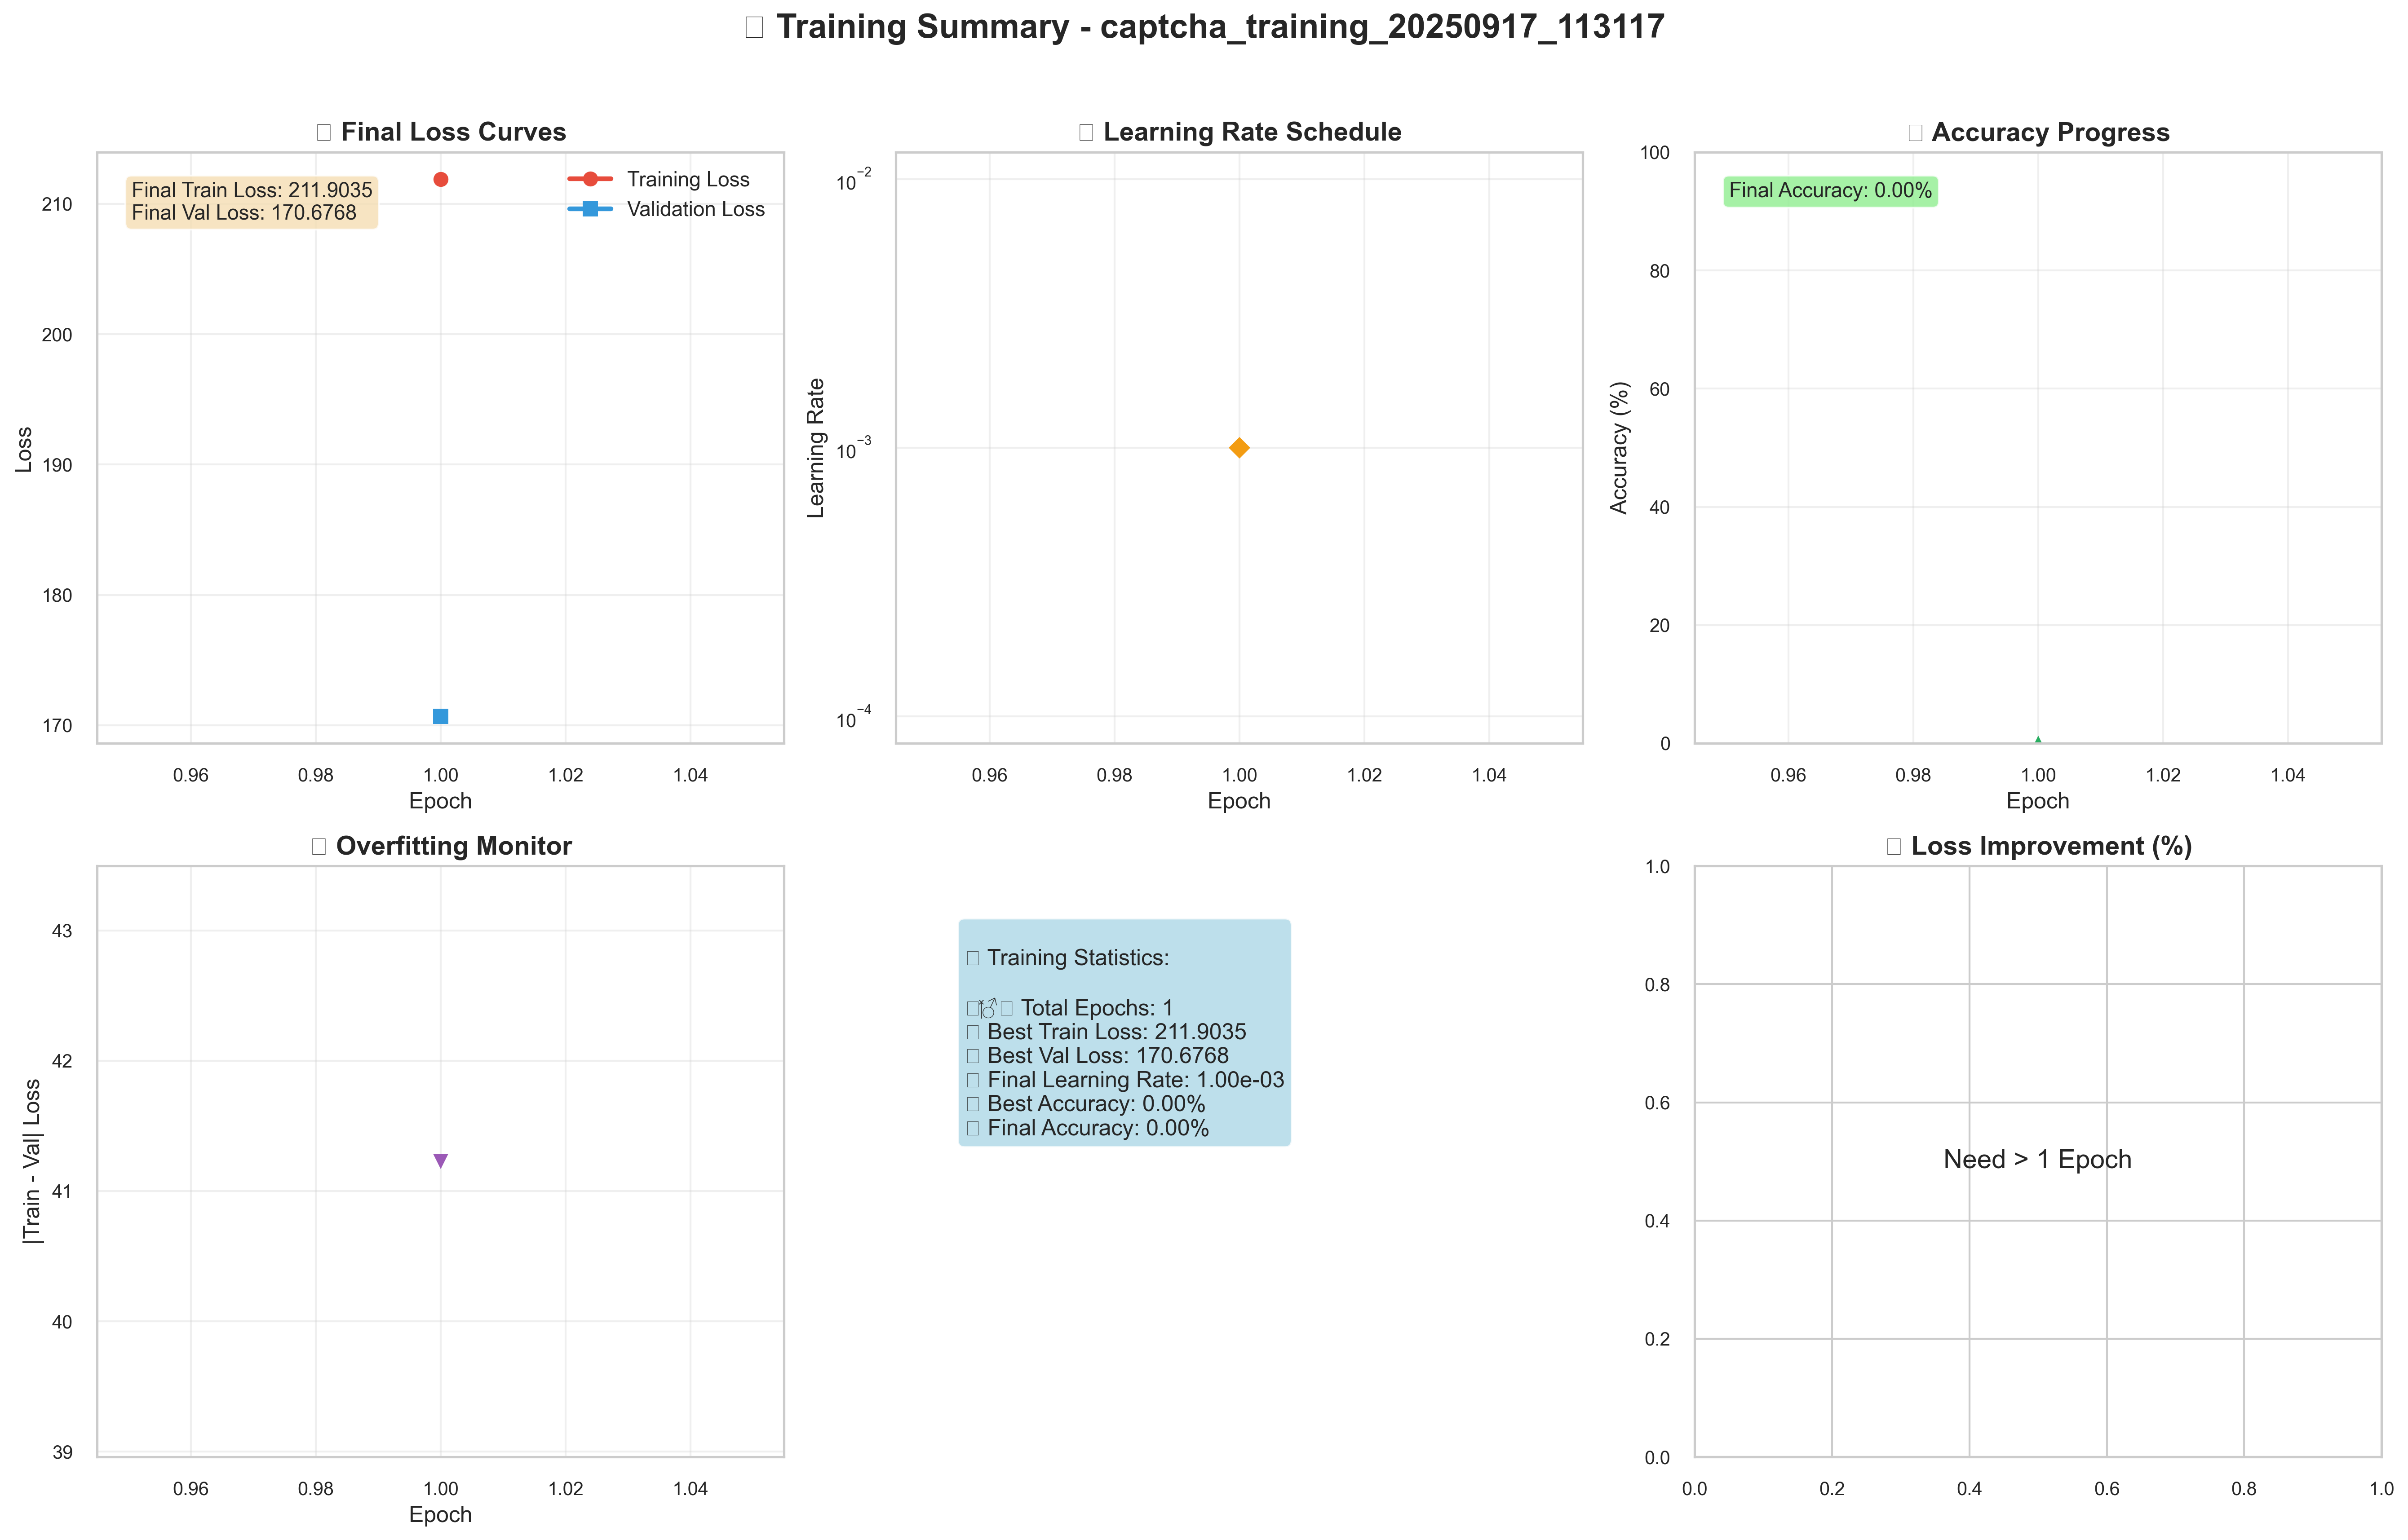 Training Summary - captcha_training_20250917_113117
Final Loss Curves
Final Train Loss: 211.9035
Final Val Loss: 170.6768
Training Loss
Validation Loss
Loss
210
200
190
180
170
0.96 0.98 1.00 1.02 1.04
Epoch
Learning Rate Schedule
Learning Rate
10⁻²
10⁻³
10⁻⁴
0.96 0.98 1.00 1.02 1.04
Epoch
Accuracy Progress
Final Accuracy: 0.00%
Accuracy (%)
100
80
60
40
20
0
0.96 0.98 1.00 1.02 1.04
Epoch
Overfitting Monitor
|Train - Val| Loss
43
42
41
40
39
0.96 0.98 1.00 1.02 1.04
Epoch
Training Statistics:
♂ Total Epochs: 1
Best Train Loss: 211.9035
Best Val Loss: 170.6768
Final Learning Rate: 1.00e-03
Best Accuracy: 0.00%
Final Accuracy: 0.00%
Loss Improvement (%)
1.0
0.8
0.6
0.4
0.2
0.0
Need > 1 Epoch
0.0 0.2 0.4 0.6 0.8 1.0